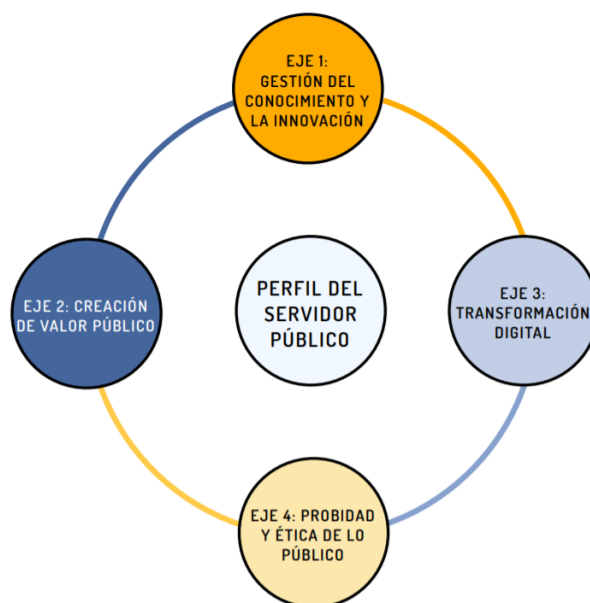 EJE 1:
GESTIÓN DEL
CONOCIMIENTO Y
LA INNOVACIÓN
EJE 2: CREACIÓN
DE VALOR PÚBLICO
PERFIL DEL
SERVIDOR
PÚBLICO
EJE 3:
TRANSFORMACIÓN
DIGITAL
EJE 4: PROBIDAD
Y ÉTICA DE LO
PÚBLICO